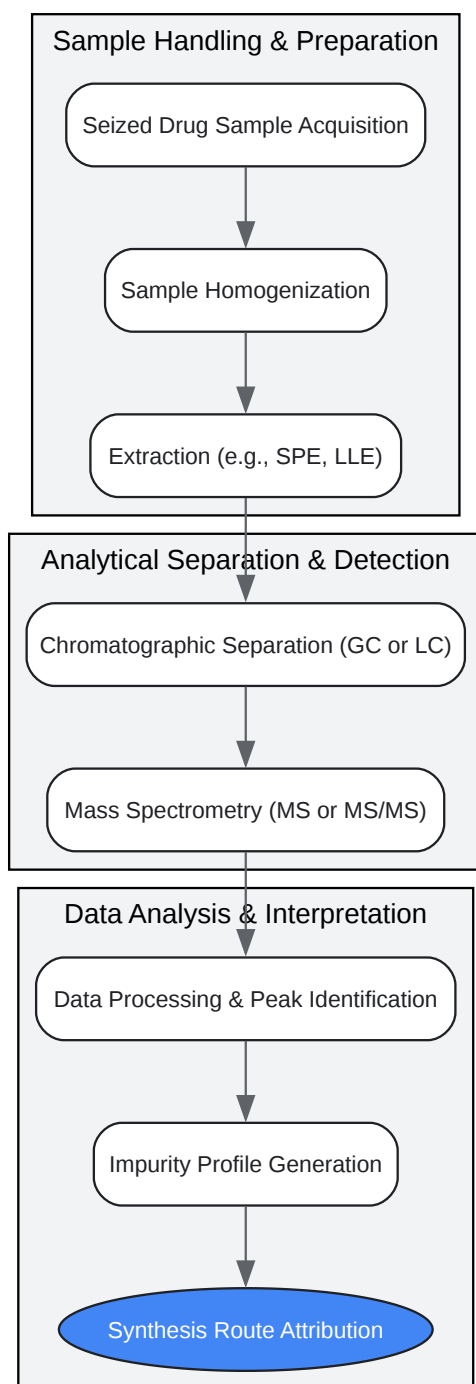 Sample Handling & Preparation
Seized Drug Sample Acquisition
Sample Homogenization
Extraction (e.g., SPE, LLE)
Analytical Separation & Detection
Chromatographic Separation (GC or LC)
Mass Spectrometry (MS or MS/MS)
Data Analysis & Interpretation
Data Processing & Peak Identification
Impurity Profile Generation
Synthesis Route Attribution